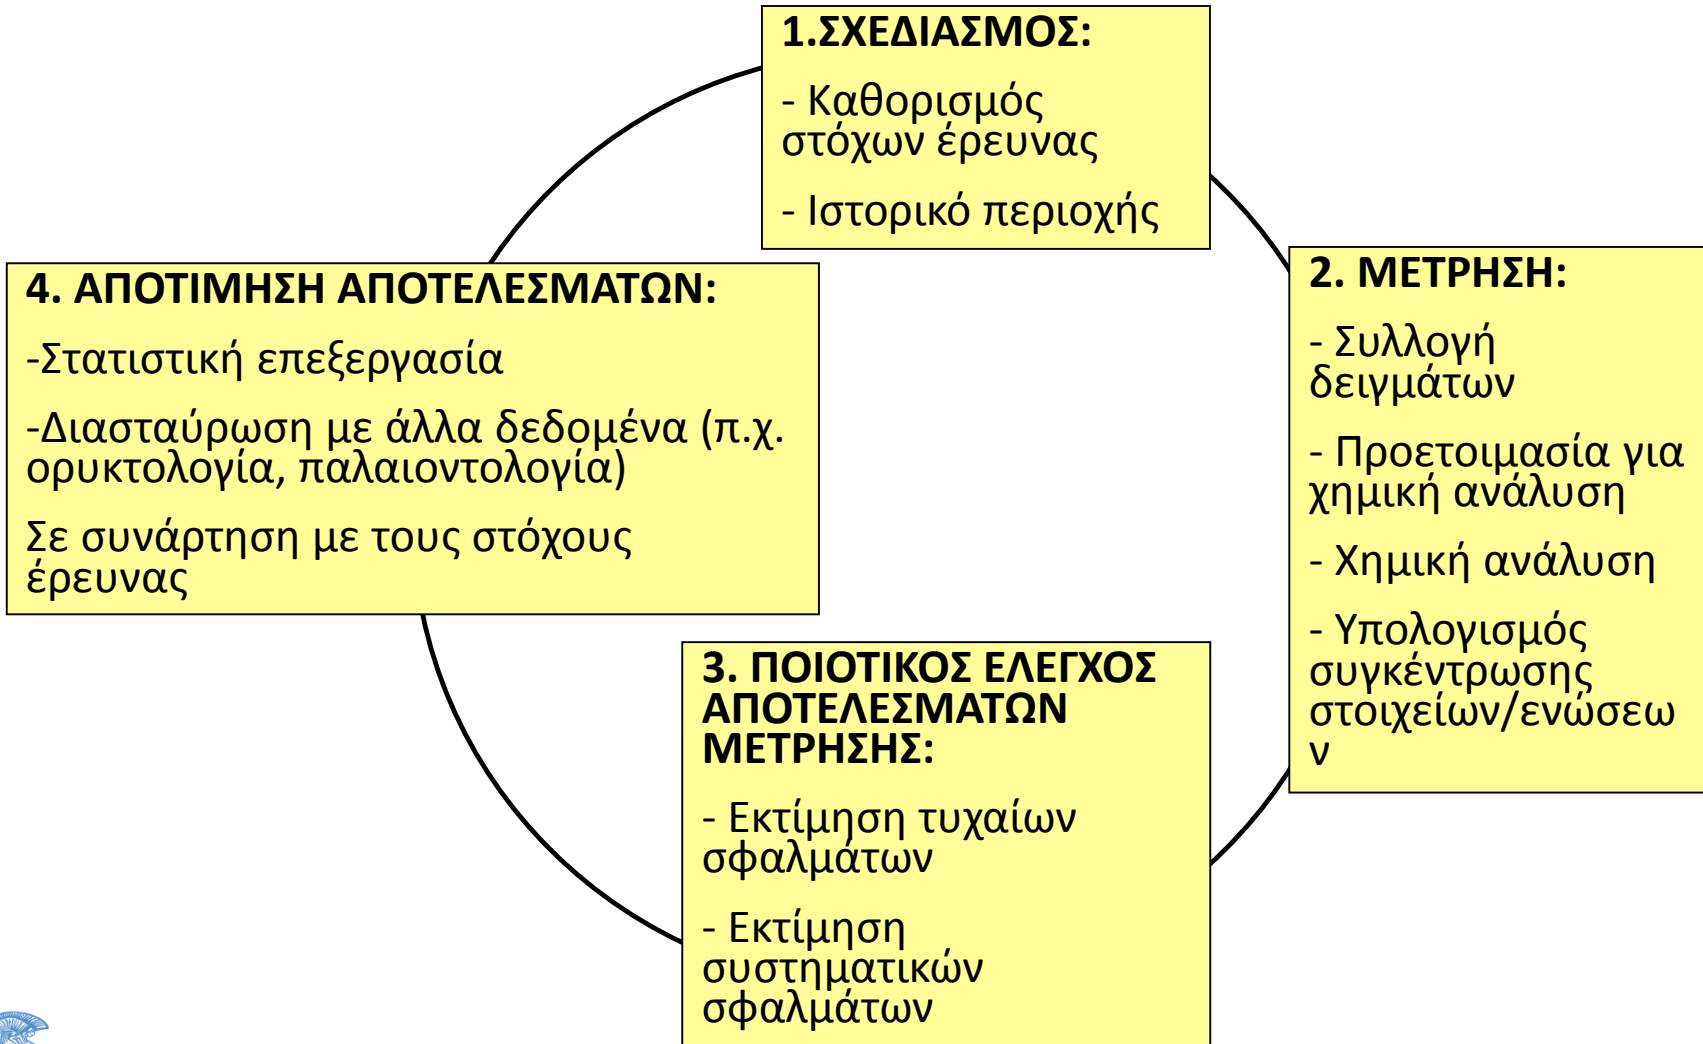 1.ΣΧΕΔΙΑΣΜΟΣ:
- Καθορισμός
στόχων έρευνας
- Ιστορικό περιοχής
2. ΜΕΤΡΗΣΗ:
- Συλλογή
δειγμάτων
- Προετοιμασία για
χημική ανάλυση
- Χημική ανάλυση
- Υπολογισμός
συγκέντρωσης
στοιχείων/ενώσεω
ν
3. ΠΟΙΟΤΙΚΟΣ ΕΛΕΓΧΟΣ
ΑΠΟΤΕΛΕΣΜΑΤΩΝ
ΜΕΤΡΗΣΗΣ:
- Εκτίμηση τυχαίων
σφαλμάτων
- Εκτίμηση
συστηματικών
σφαλμάτων
4. ΑΠΟΤΙΜΗΣΗ ΑΠΟΤΕΛΕΣΜΑΤΩΝ:
-Στατιστική επεξεργασία
-Διασταύρωση με άλλα δεδομένα (π.χ.
ορυκτολογία, παλαιοντολογία)
Σε συνάρτηση με τους στόχους
έρευνας